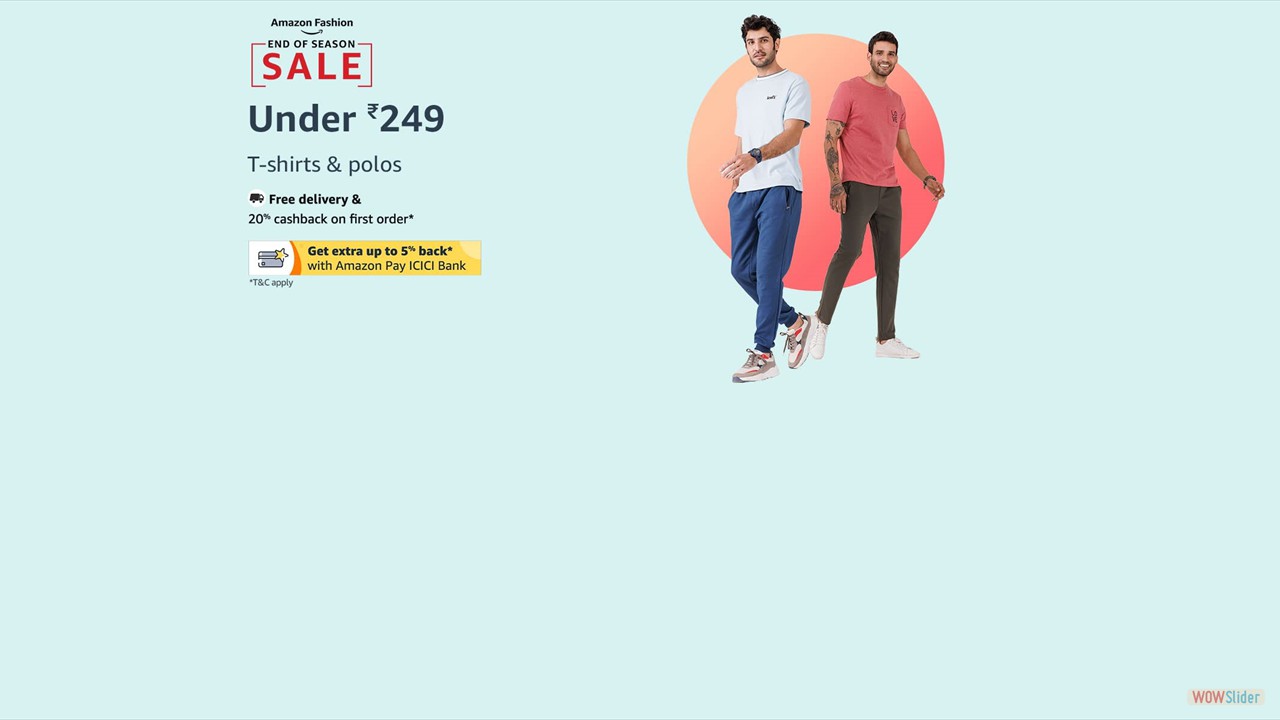 Amazon Fashion
END OF SEASON
SALE
Under ₹249
T-shirts & polos
Free delivery &
20% cashback on first order*
Get extra up to 5% back*
with Amazon Pay ICICI Bank
*T&C apply
WOWSlider